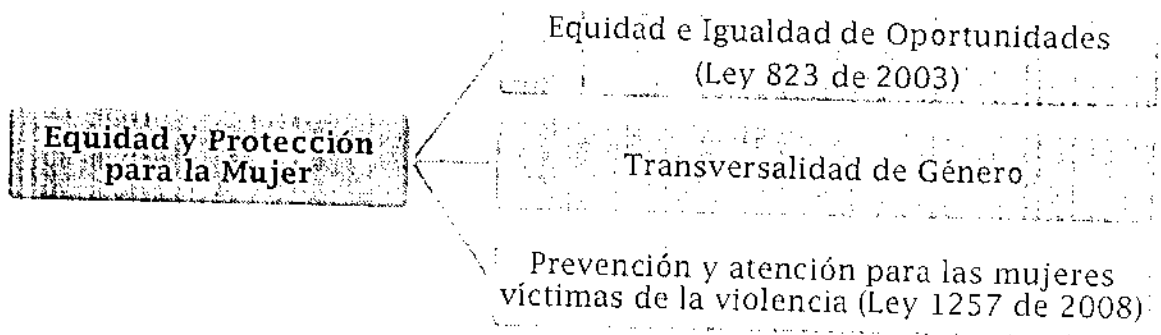 Equidad y Protección
para la Mujer
Equidad e Igualdad de Oportunidades
(Ley 823 de 2003)
Transversalidad de Género
Prevención y atención para las mujeres
víctimas de la violencia (Ley 1257 de 2008)